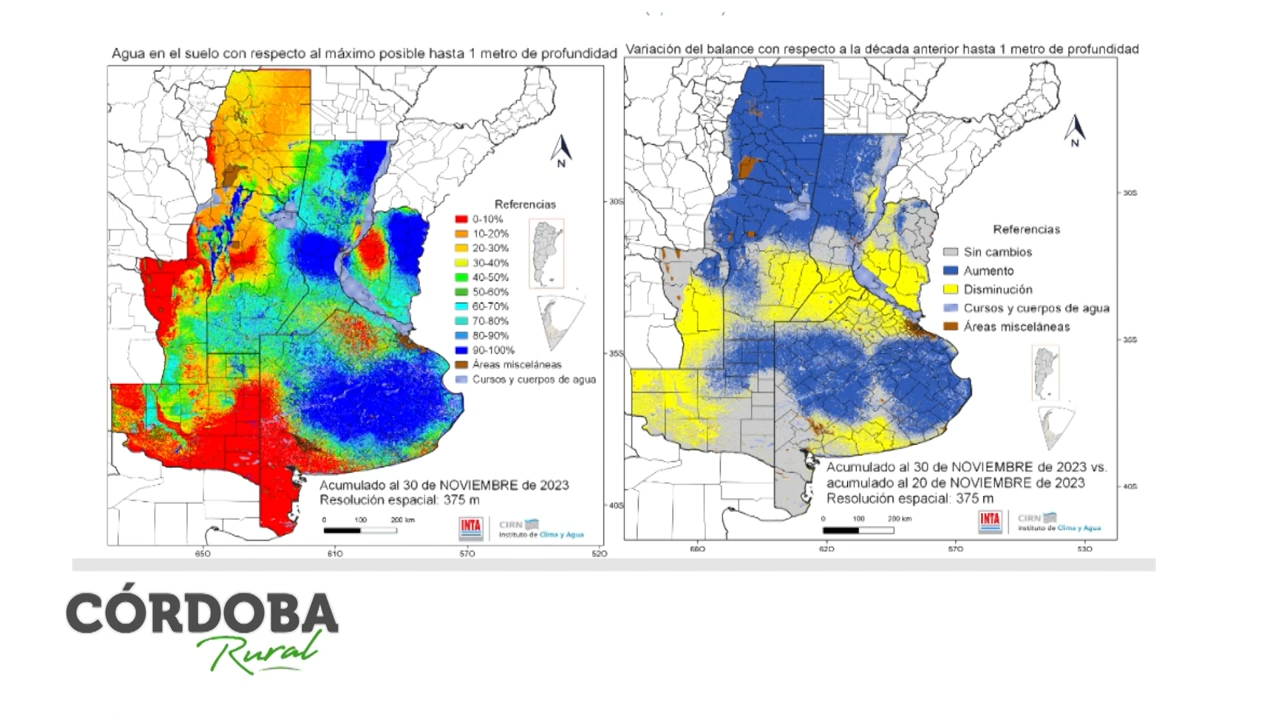 Agua en el suelo con respecto al máximo posible hasta 1 metro de profundidad
N
30S
Referencias
0-10%
10-20%
20-30%
30-40%
40-50%
50-60%
60-70%
70-80%
80-90%
90-100%
Áreas misceláneas
Cursos y cuerpos de agua
35S
Acumulado al 30 de NOVIEMBRE de 2023
Resolución espacial: 375 m
40S
0 100 200 km
INTA
CIRN
Instituto de Clima y Agua
65O 61O 57O 52O
Variación del balance con respecto a la década anterior hasta 1 metro de profundidad
N
30S
Referencias
Sin cambios
Aumento
Disminución
Cursos y cuerpos de agua
Áreas misceláneas
36S
Acumulado al 30 de NOVIEMBRE de 2023 vs.
acumulado al 20 de NOVIEMBRE de 2023
Resolución espacial: 375 m
40S
0 100 200 km
INTA
CIRN
Instituto de Clima y Agua
62O 57O 53O
CÓRDOBA
Rural